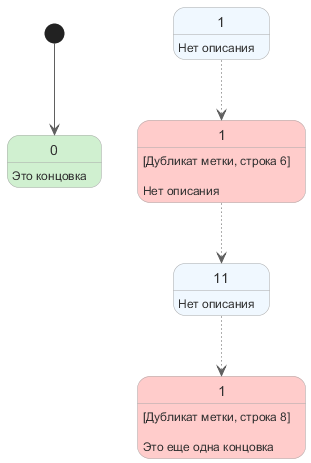 1
Нет описания
0
Это концовка
1
[Дубликат метки, строка 6]
Нет описания
11
Нет описания
1
[Дубликат метки, строка 8]
Это еще одна концовка